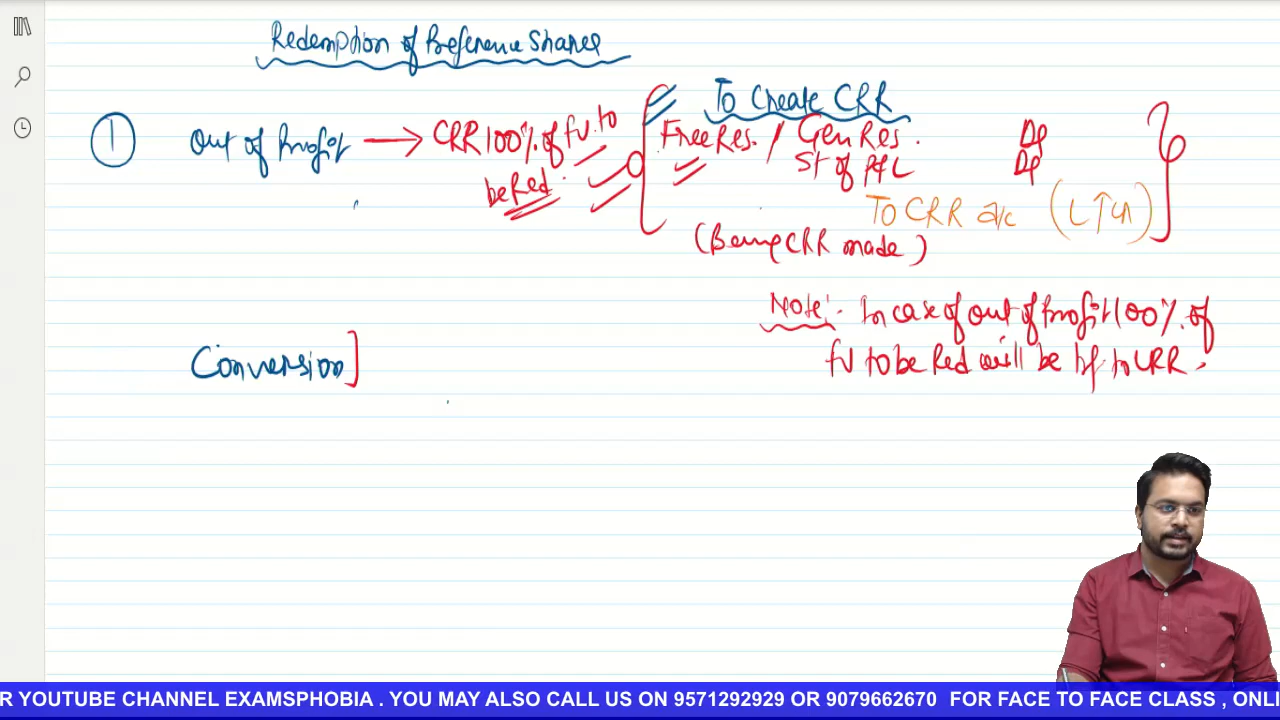 Redemption of Preference Shares
① Out of Profit → CRR 100% of FV. to be Red.
To Create CRR
Free Res. / Gen Res. Dr
St of P&L Dr
To CRR a/c (L↑ Cr)
(Being CRR made)
Note:- In case of out of Profit 100% of
FV to be Red will be tf to CRR.
Conversion]
R YOUTUBE CHANNEL EXAMSPHOBIA . YOU MAY ALSO CALL US ON 9571292929 OR 9079662670 FOR FACE TO FACE CLASS , ONLI